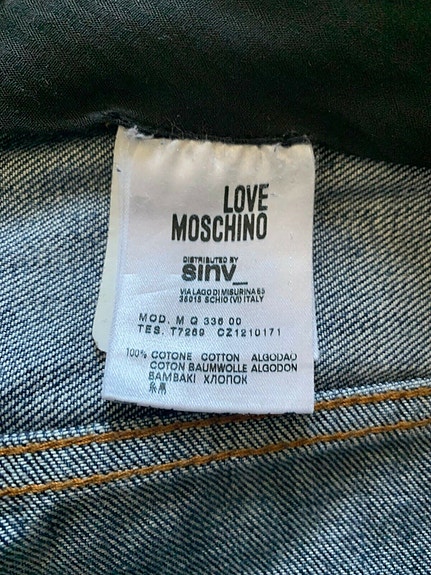 LOVE
MOSCHINO
DISTRIBUTED BY
sinv_
VIA LAGO DI MISURINA 65
36015 SCHIO (VI) ITALY
MOD. M Q 336 00
TES. T7269 CZ1210171
100% COTONE COTTON ALGODAO
COTON BAUMWOLLE ALGODON
BAMBAKI ХЛОПОК